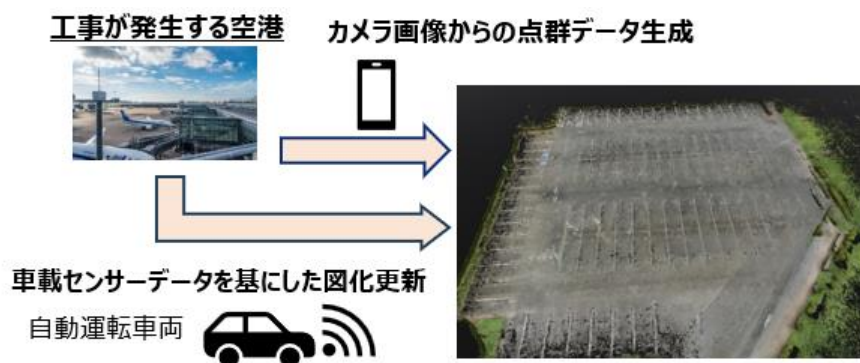 工事が発生する空港
カメラ画像からの点群データ生成
車載センサーデータを基にした図化更新
自動運転車両